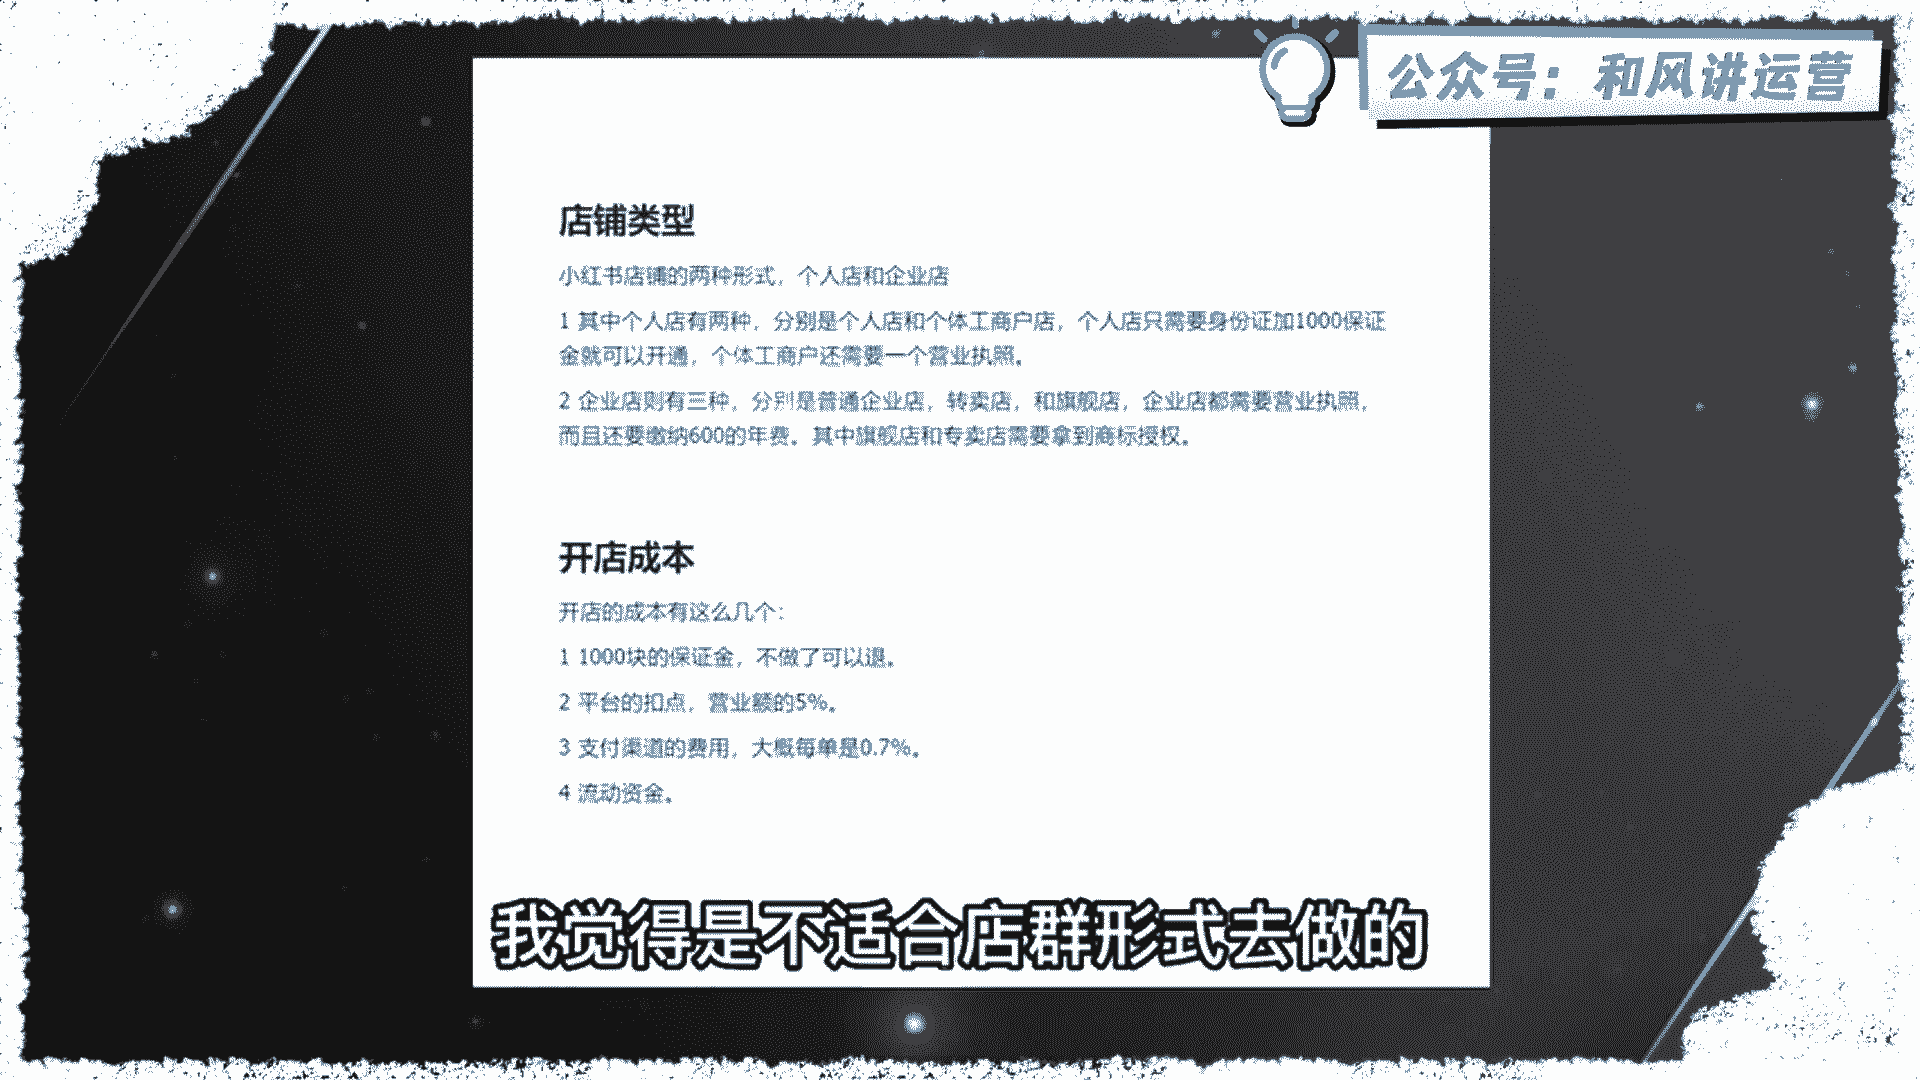 公众号：和风讲运营
店铺类型
小红书店铺的两种形式，个人店和企业店
1 其中个人店有两种，分别是个人店和个体工商户店，个人店只需要身份证加1000保证
金就可以开通，个体工商户还需要一个营业执照。
2 企业店则有三种，分别是普通企业店，转卖店，和旗舰店，企业店都需要营业执照，
而且还要缴纳600的年费。其中旗舰店和专卖店需要拿到商标授权。
开店成本
开店的成本有这么几个：
1 1000块的保证金，不做了可以退。
2 平台的扣点，营业额的5%。
3 支付渠道的费用，大概每单是0.7%。
4 流动资金。
我觉得是不适合店群形式去做的